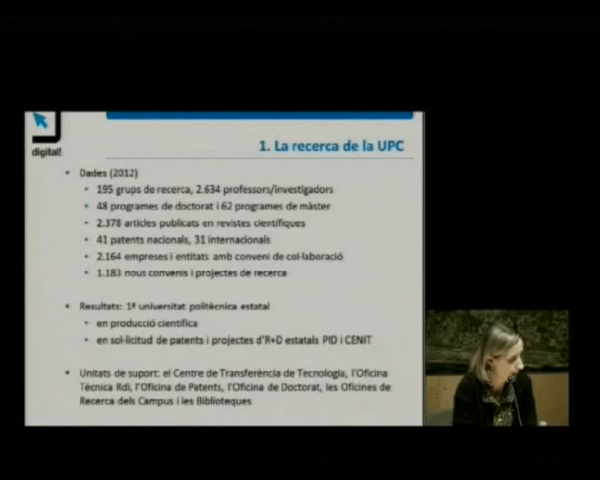 digital!
1. La recerca de la UPC
Dades (2012)
195 grups de recerca, 2.634 professors/investigadors
48 programes de doctorat i 62 programes de màster
2.378 articles publicats en revistes científiques
41 patents nacionals, 31 internacionals
2.164 empreses i entitats amb conveni de col·laboració
1.183 nous convenis i projectes de recerca
Resultats: 1ª universitat politècnica estatal
en producció científica
en sol·licitud de patents i projectes d'R+D estatals PID i CENIT
Unitats de suport: el Centre de Transferència de Tecnologia, l'Oficina
Tècnica Rdi, l'Oficina de Patents, l'Oficina de Doctorat, les Oficines de
Recerca dels Campus i les Biblioteques